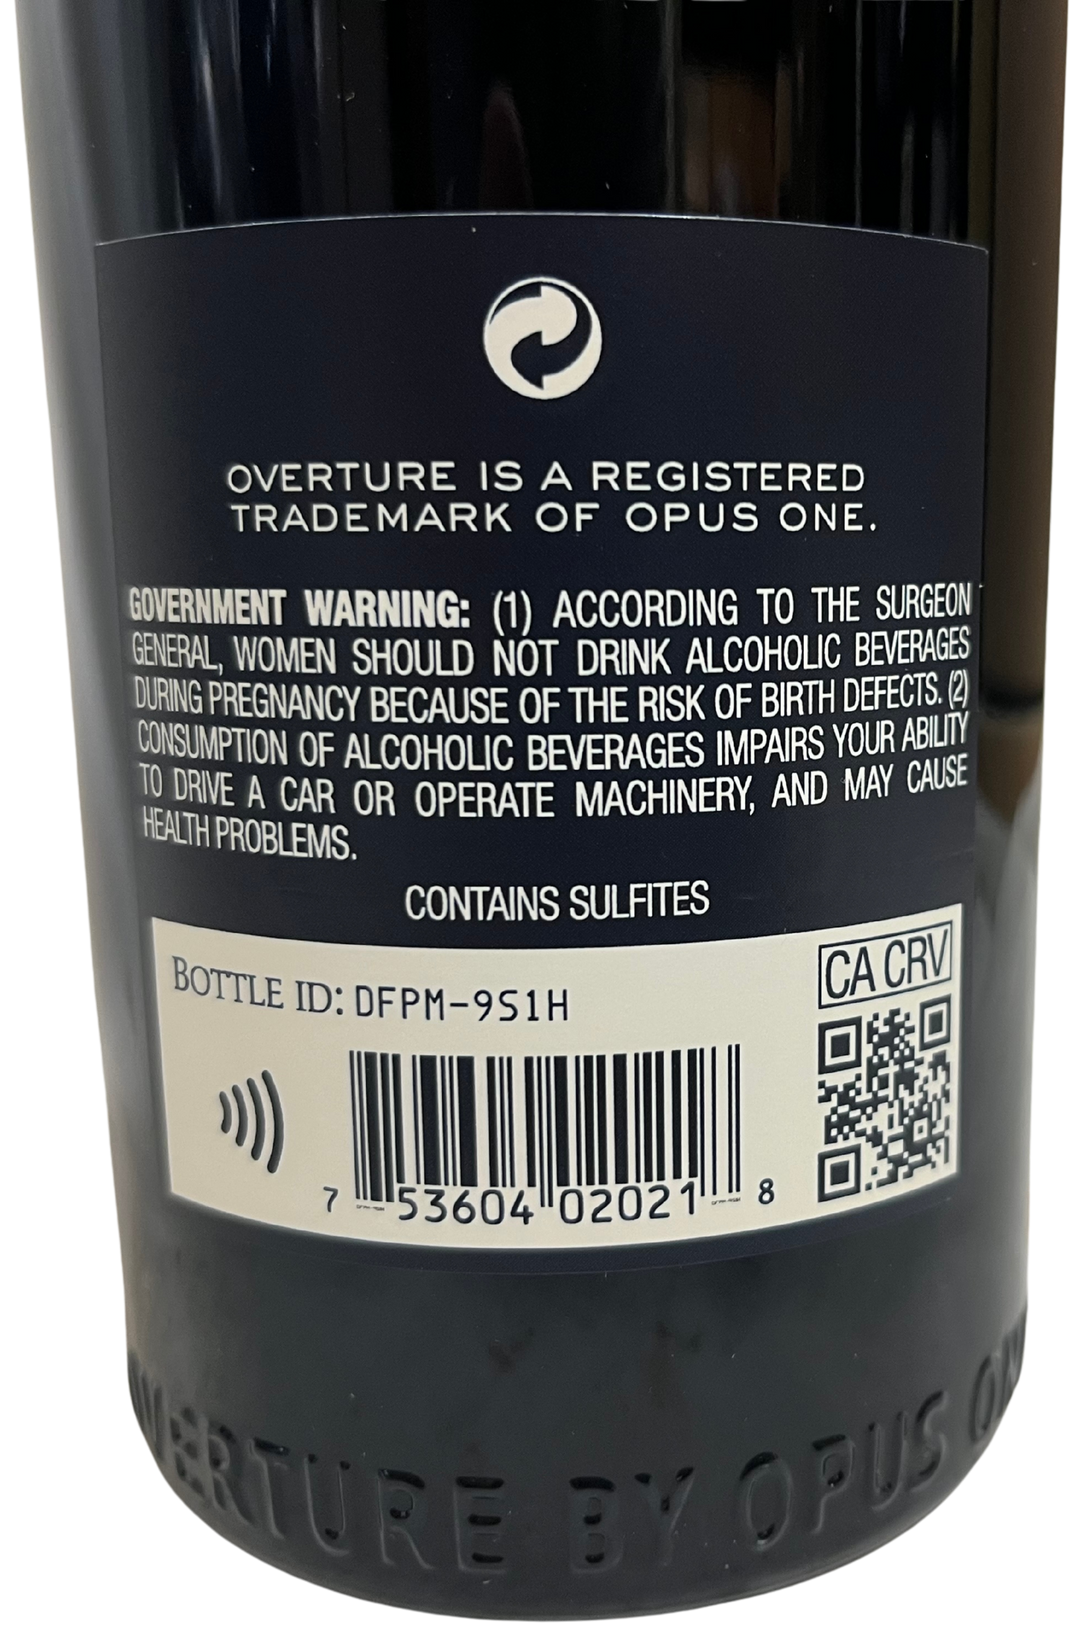 OVERTURE IS A REGISTERED
TRADEMARK OF OPUS ONE.
GOVERNMENT WARNING: (1) ACCORDING TO THE SURGEON
GENERAL, WOMEN SHOULD NOT DRINK ALCOHOLIC BEVERAGES
DURING PREGNANCY BECAUSE OF THE RISK OF BIRTH DEFECTS. (2)
CONSUMPTION OF ALCOHOLIC BEVERAGES IMPAIRS YOUR ABILITY
TO DRIVE A CAR OR OPERATE MACHINERY, AND MAY CAUSE
HEALTH PROBLEMS.
CONTAINS SULFITES
CA CRV
BOTTLE ID: DFPM-9S1H
7 53604 02021 8
OVERTURE BY OPUS ON